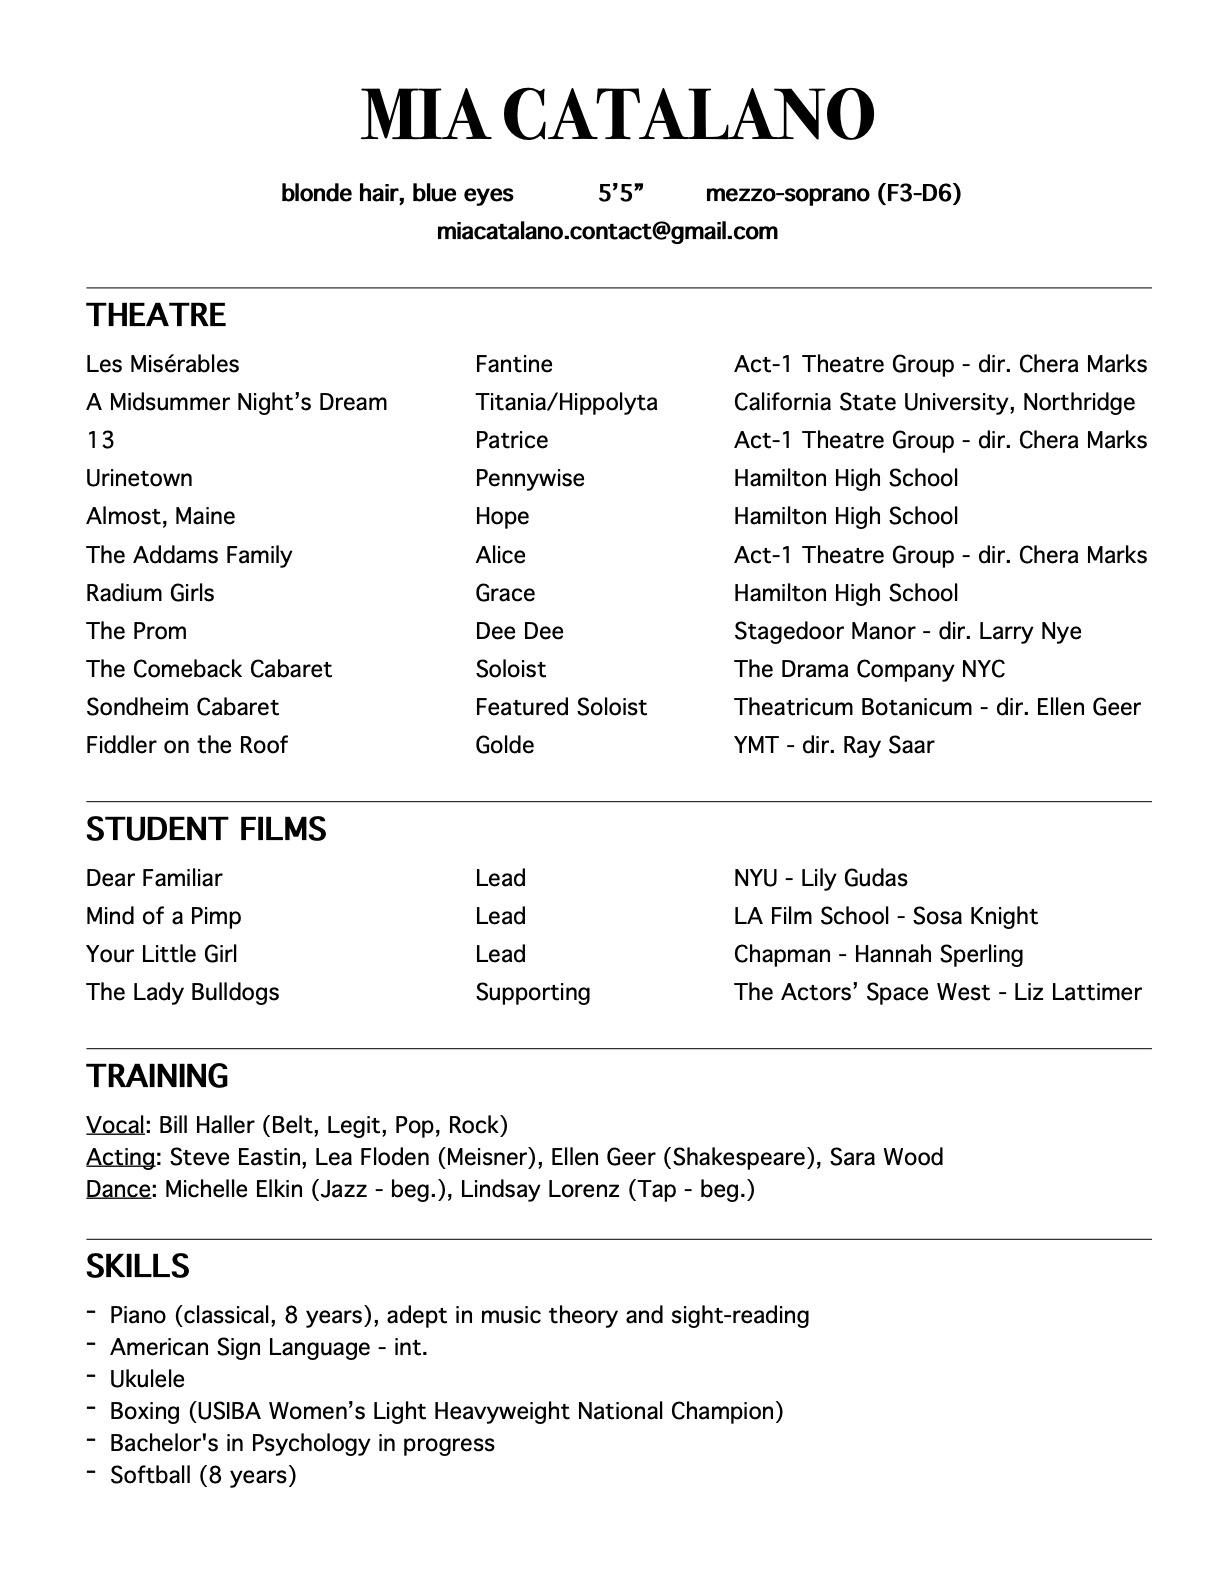 MIA CATALANO
blonde hair, blue eyes 5’5” mezzo-soprano (F3-D6)
miacatalano.contact@gmail.com
THEATRE
Les Misérables Fantine Act-1 Theatre Group - dir. Chera Marks
A Midsummer Night’s Dream Titania/Hippolyta California State University, Northridge
13 Patrice Act-1 Theatre Group - dir. Chera Marks
Urinetown Pennywise Hamilton High School
Almost, Maine Hope Hamilton High School
The Addams Family Alice Act-1 Theatre Group - dir. Chera Marks
Radium Girls Grace Hamilton High School
The Prom Dee Dee Stagedoor Manor - dir. Larry Nye
The Comeback Cabaret Soloist The Drama Company NYC
Sondheim Cabaret Featured Soloist Theatricum Botanicum - dir. Ellen Geer
Fiddler on the Roof Golde YMT - dir. Ray Saar
STUDENT FILMS
Dear Familiar Lead NYU - Lily Gudas
Mind of a Pimp Lead LA Film School - Sosa Knight
Your Little Girl Lead Chapman - Hannah Sperling
The Lady Bulldogs Supporting The Actors’ Space West - Liz Lattimer
TRAINING
Vocal: Bill Haller (Belt, Legit, Pop, Rock)
Acting: Steve Eastin, Lea Floden (Meisner), Ellen Geer (Shakespeare), Sara Wood
Dance: Michelle Elkin (Jazz - beg.), Lindsay Lorenz (Tap - beg.)
SKILLS
- Piano (classical, 8 years), adept in music theory and sight-reading
- American Sign Language - int.
- Ukulele
- Boxing (USIBA Women’s Light Heavyweight National Champion)
- Bachelor's in Psychology in progress
- Softball (8 years)